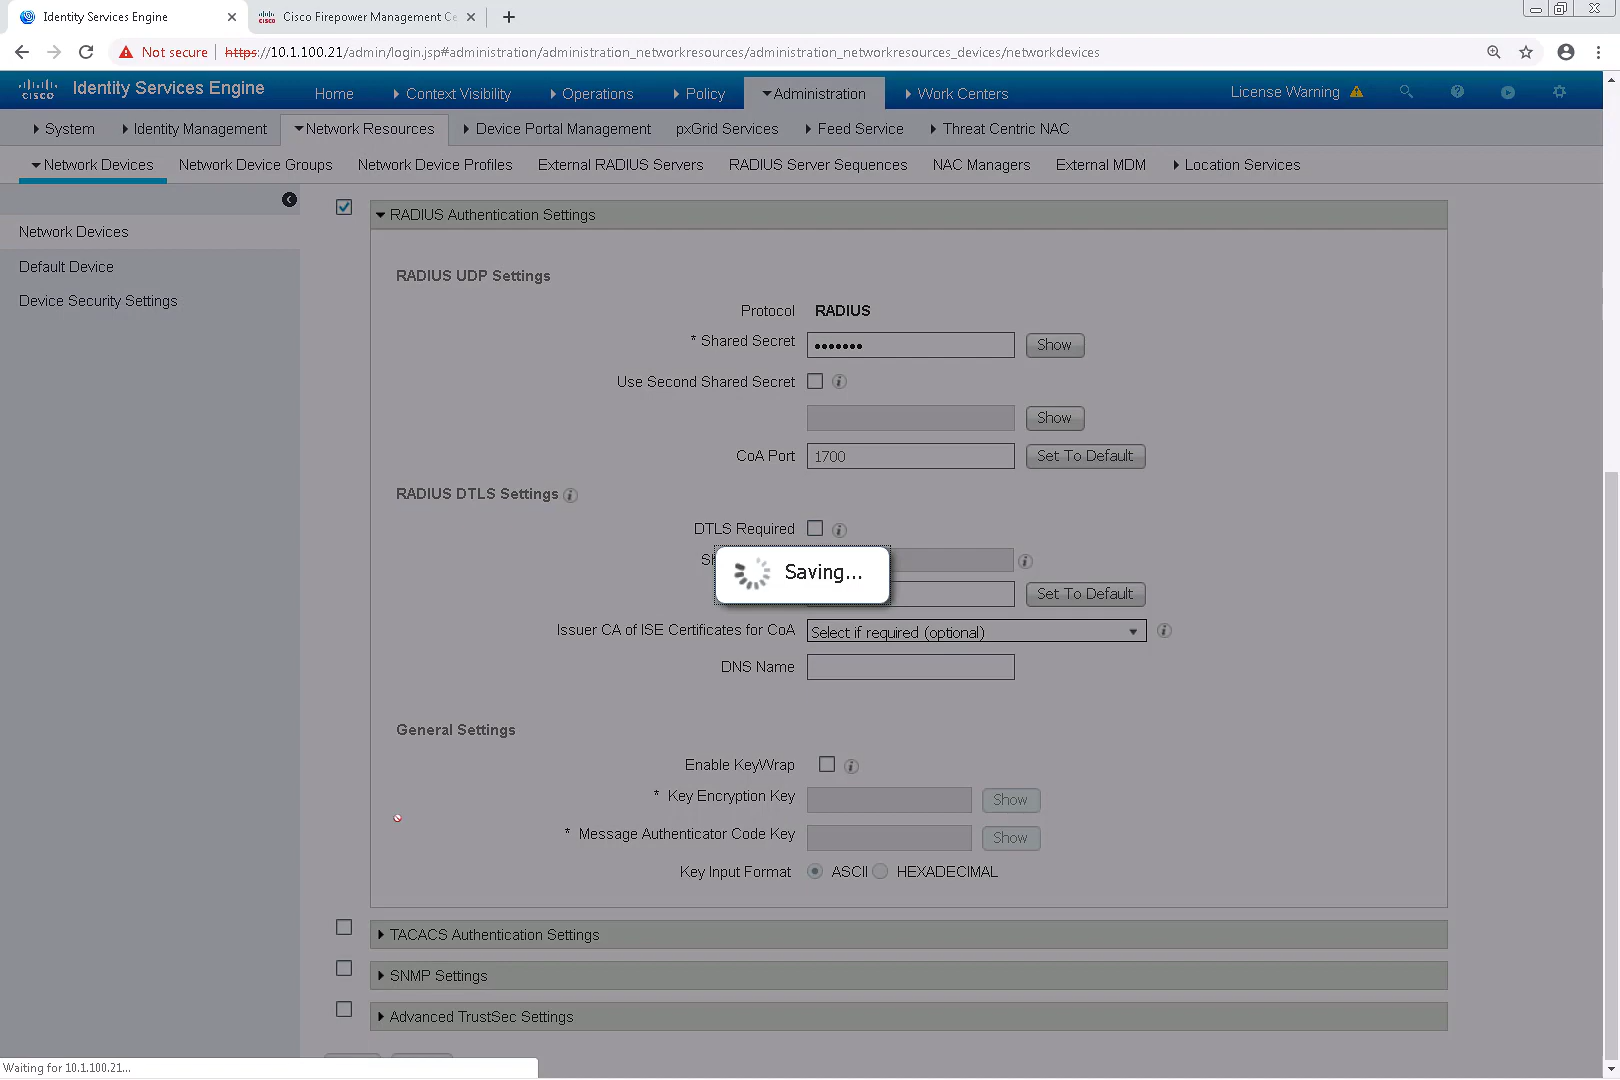 Identity Services Engine
Cisco Firepower Management Ce
Not secure
https://10.1.100.21/admin/login.jsp#administration/administration_networkresources/administration_networkresources_devices/networkdevices
CISCO Identity Services Engine
Home Context Visibility Operations Policy Administration Work Centers License Warning
System Identity Management Network Resources Device Portal Management pxGrid Services Feed Service Threat Centric NAC
Network Devices Network Device Groups Network Device Profiles External RADIUS Servers RADIUS Server Sequences NAC Managers External MDM Location Services
Network Devices
Default Device
Device Security Settings
RADIUS Authentication Settings
RADIUS UDP Settings
Protocol RADIUS
* Shared Secret ••••••• Show
Use Second Shared Secret
Show
CoA Port 1700 Set To Default
RADIUS DTLS Settings
DTLS Required
Saving...
Set To Default
Issuer CA of ISE Certificates for CoA Select if required (optional)
DNS Name
General Settings
Enable KeyWrap
* Key Encryption Key Show
* Message Authenticator Code Key Show
Key Input Format ASCII HEXADECIMAL
TACACS Authentication Settings
SNMP Settings
Advanced TrustSec Settings
Waiting for 10.1.100.21...